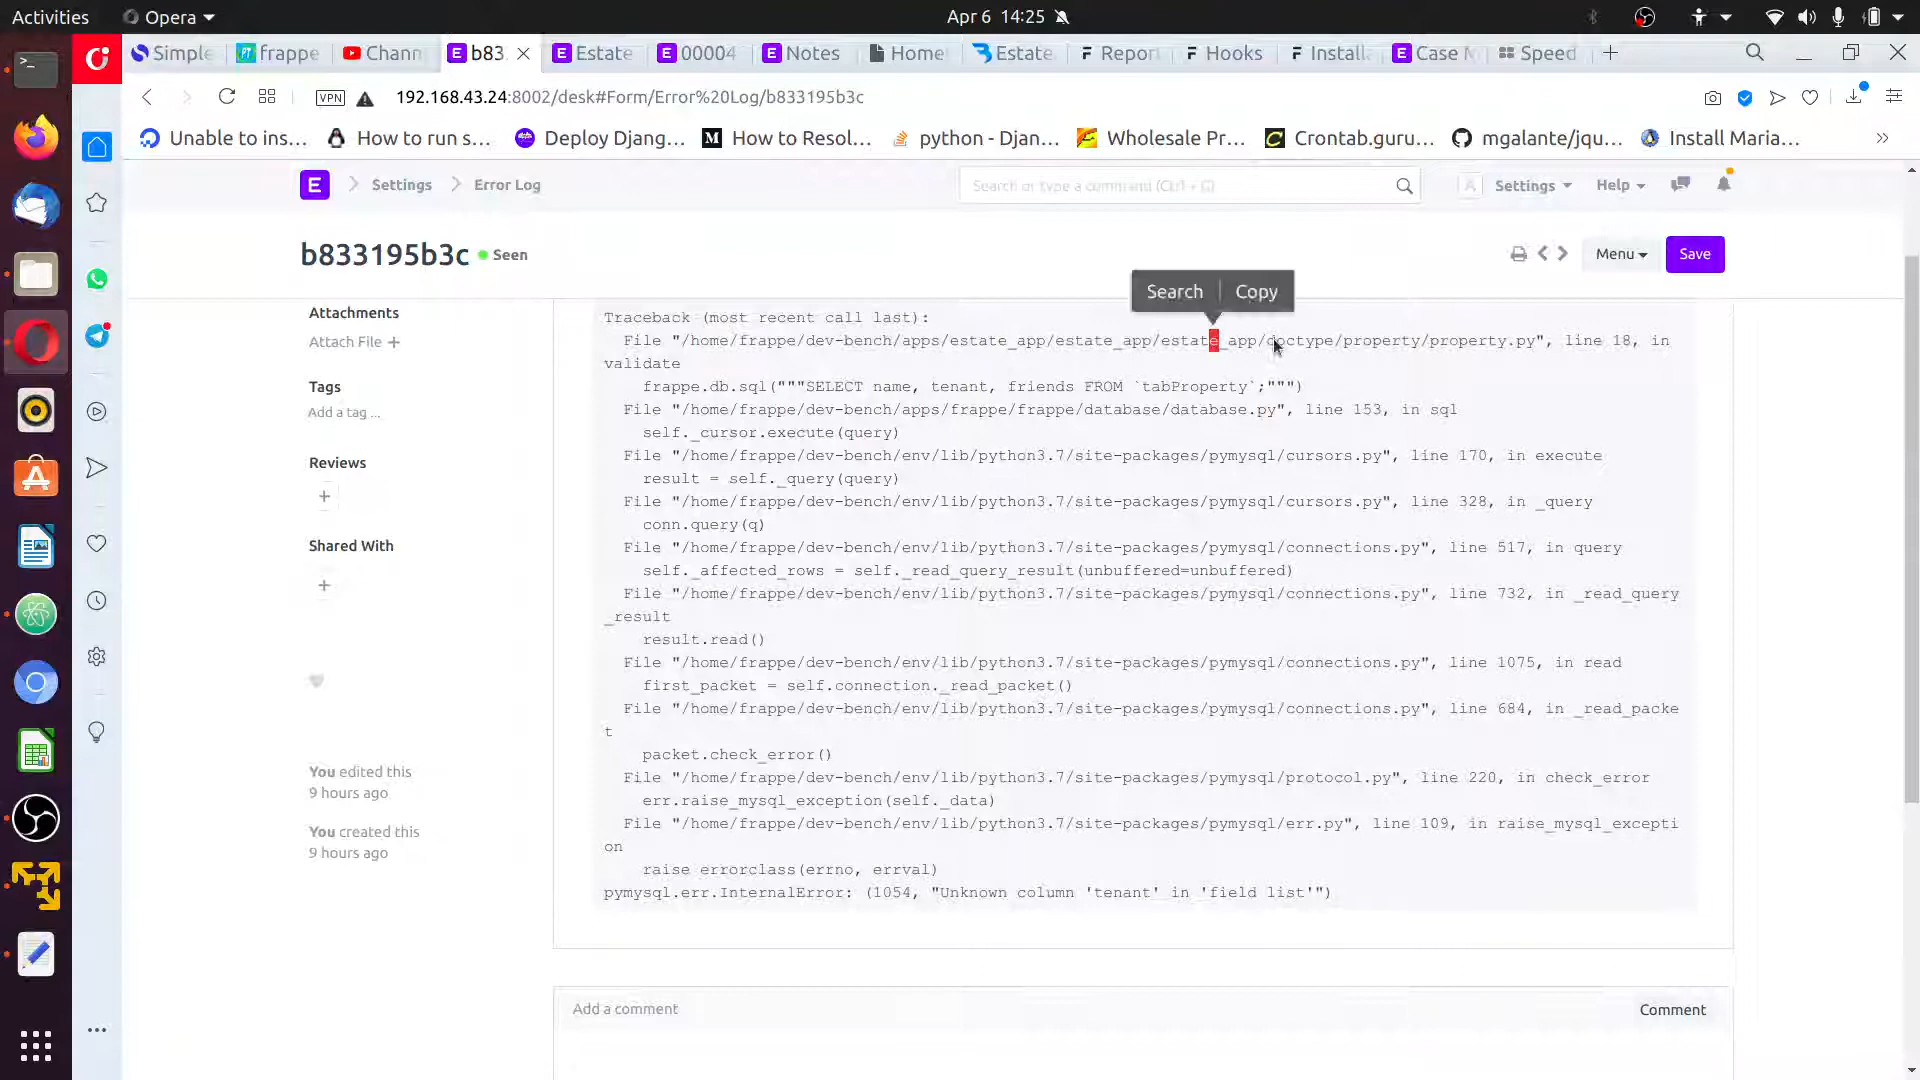 Activities
Opera
Apr 6 14:25
Simple
frappe
Chann
b83
Estate
00004
Notes
Home
Estate
Repor
Hooks
Install
Case M
Speed
VPN
192.168.43.24:8002/desk#Form/Error%20Log/b833195b3c
Unable to ins...
How to run s...
Deploy Djang...
How to Resol...
python - Djan...
Wholesale Pr...
Crontab.guru...
mgalante/jqu...
Install Maria...
E
Settings
Error Log
Search or type a command (Ctrl + G)
A
Settings
Help
b833195b3c
Seen
Menu
Save
Search
Copy
Attachments
Attach File +
Tags
Add a tag ...
Reviews
+
Shared With
+
You edited this
9 hours ago
You created this
9 hours ago
Traceback (most recent call last):
File "/home/frappe/dev-bench/apps/estate_app/estate_app/estate_app/doctype/property/property.py", line 18, in
validate
frappe.db.sql("""SELECT name, tenant, friends FROM `tabProperty`;""")
File "/home/frappe/dev-bench/apps/frappe/frappe/database/database.py", line 153, in sql
self._cursor.execute(query)
File "/home/frappe/dev-bench/env/lib/python3.7/site-packages/pymysql/cursors.py", line 170, in execute
result = self._query(query)
File "/home/frappe/dev-bench/env/lib/python3.7/site-packages/pymysql/cursors.py", line 328, in _query
conn.query(q)
File "/home/frappe/dev-bench/env/lib/python3.7/site-packages/pymysql/connections.py", line 517, in query
self._affected_rows = self._read_query_result(unbuffered=unbuffered)
File "/home/frappe/dev-bench/env/lib/python3.7/site-packages/pymysql/connections.py", line 732, in _read_query
_result
result.read()
File "/home/frappe/dev-bench/env/lib/python3.7/site-packages/pymysql/connections.py", line 1075, in read
first_packet = self.connection._read_packet()
File "/home/frappe/dev-bench/env/lib/python3.7/site-packages/pymysql/connections.py", line 684, in _read_packe
t
packet.check_error()
File "/home/frappe/dev-bench/env/lib/python3.7/site-packages/pymysql/protocol.py", line 220, in check_error
err.raise_mysql_exception(self._data)
File "/home/frappe/dev-bench/env/lib/python3.7/site-packages/pymysql/err.py", line 109, in raise_mysql_excepti
on
raise errorclass(errno, errval)
pymysql.err.InternalError: (1054, "Unknown column 'tenant' in 'field list'")
Add a comment
Comment